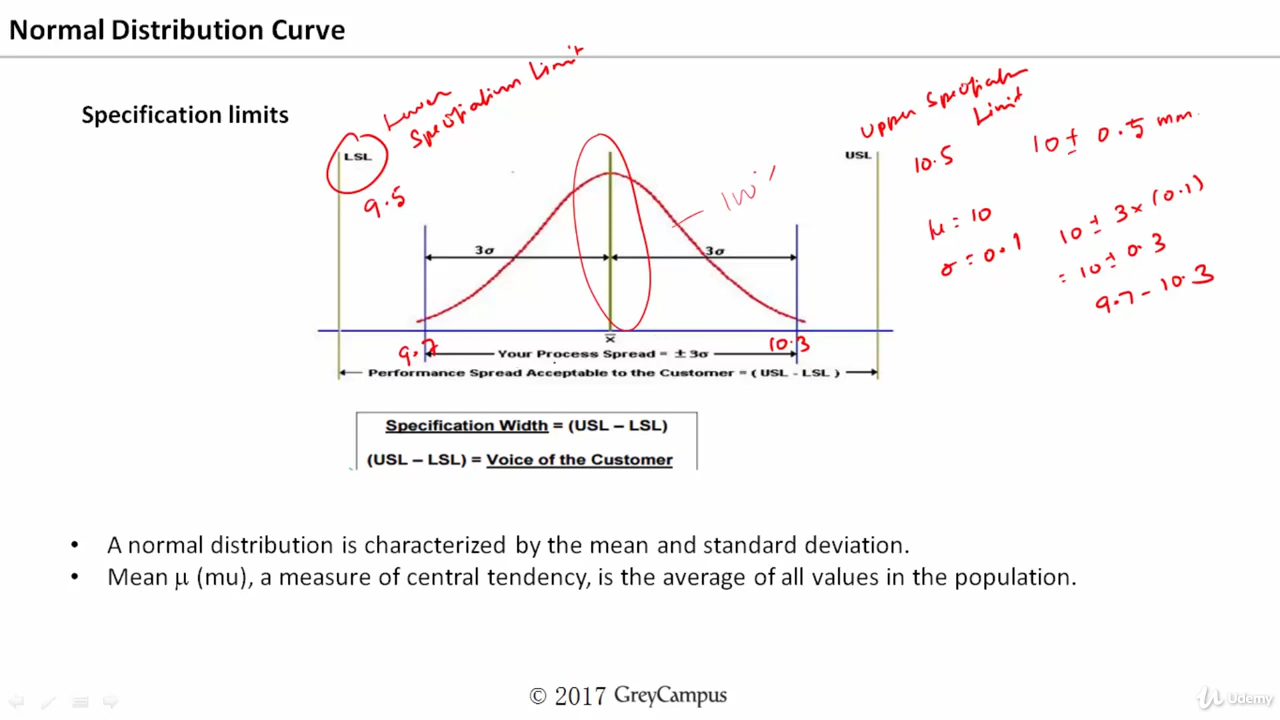 Normal Distribution Curve
Specification limits
Lower
Specification Limit
Upper Specification
Limit
LSL
9.5
USL
10.5
10 ± 0.5 mm
μ = 10
σ = 0.1
10 ± 3 × (0.1)
= 10 ± 0.3
9.7 - 10.3
3σ
3σ
9.7
x̄
10.3
Your Process Spread = ± 3σ
Performance Spread Acceptable to the Customer = ( USL - LSL )
Specification Width = (USL – LSL)
(USL – LSL) = Voice of the Customer
• A normal distribution is characterized by the mean and standard deviation.
• Mean μ (mu), a measure of central tendency, is the average of all values in the population.
© 2017 GreyCampus
Udemy